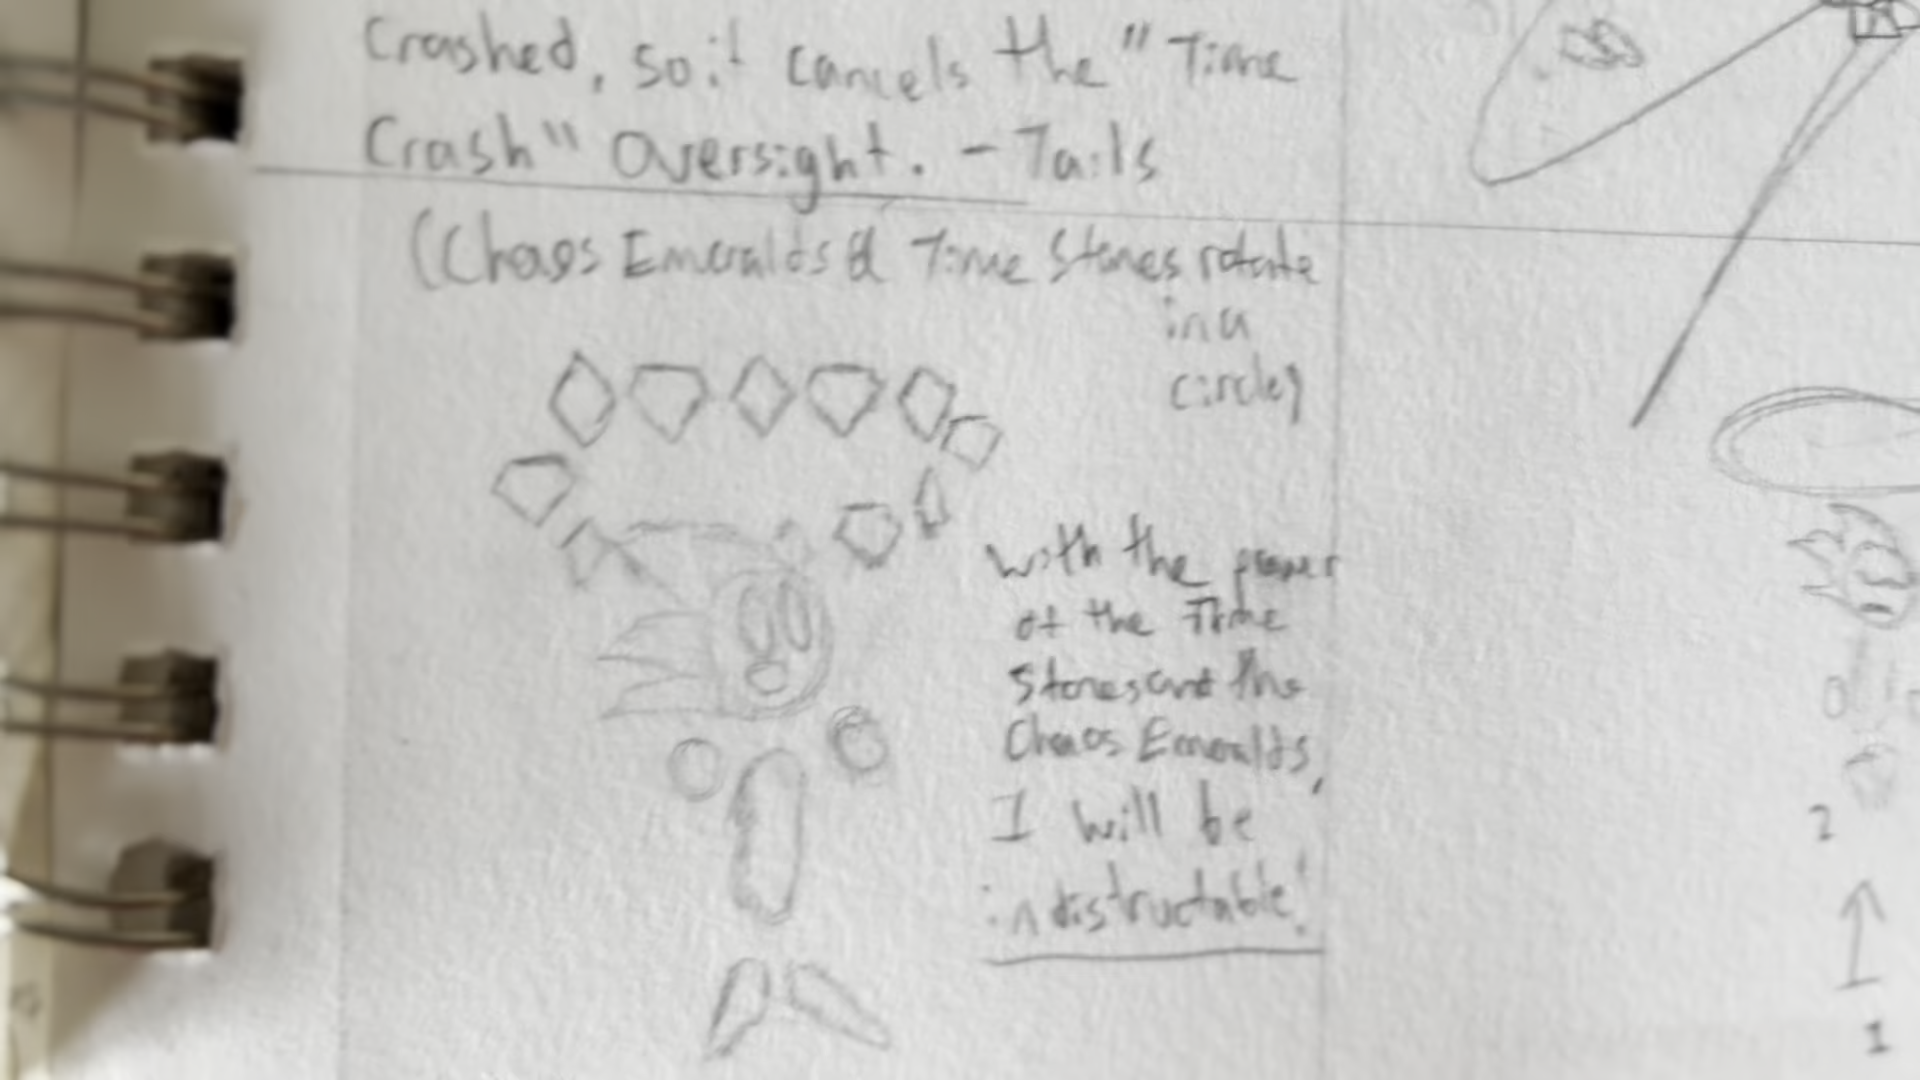 Crashed, so it cancels the "Time
Crash" oversight. - Tails
(Chaos Emeralds & Time Stones rotate
in a
circle)
with the power
of the Time
Stones and the
Chaos Emeralds,
I will be
indistructable!
2
1